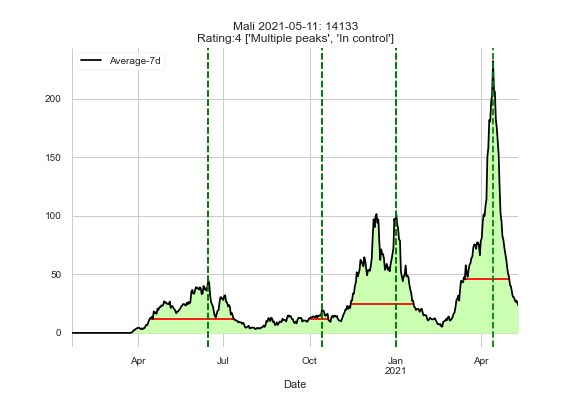 Mali 2021-05-11: 14133
Rating:4 ['Multiple peaks', 'In control']
Average-7d
200
150
100
50
0
Apr
Jul
Oct
Jan
2021
Apr
Date